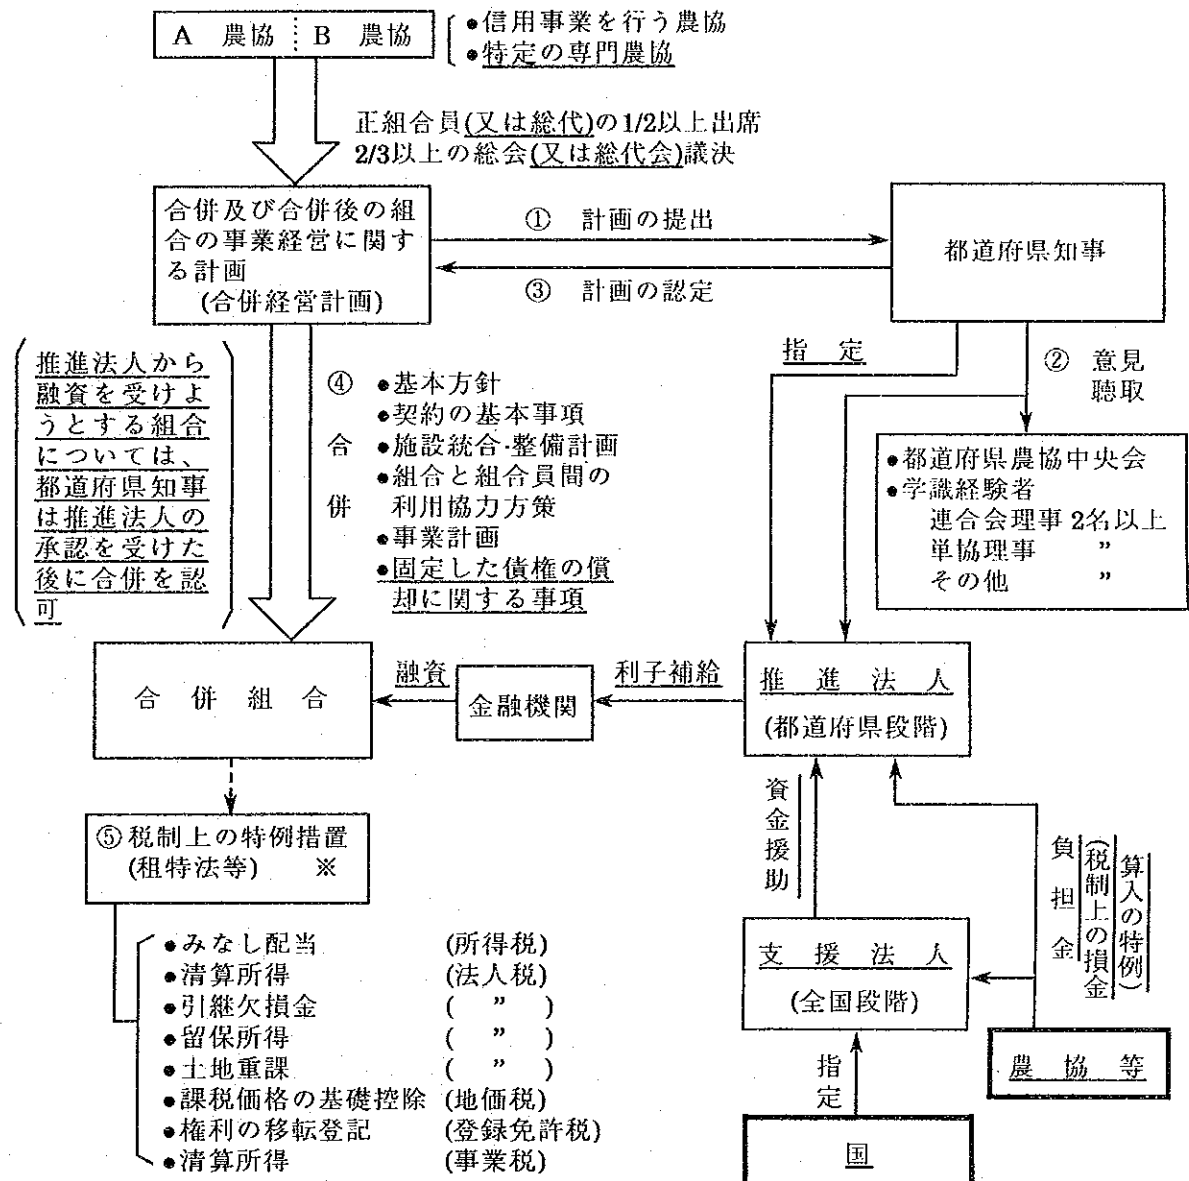 A 農協 B 農協
●信用事業を行う農協
●特定の専門農協
正組合員(又は総代)の1/2以上出席
2/3以上の総会(又は総代会)議決
合併及び合併後の組
合の事業経営に関す
る計画
(合併経営計画)
① 計画の提出
③ 計画の認定
都道府県知事
指定
② 意見
聴取
推進法人から
融資を受けよ
うとする組合
については、
都道府県知事
は推進法人の
承認を受けた
後に合併を認
可
④
合
併
●基本方針
●契約の基本事項
●施設統合·整備計画
●組合と組合員間の
利用協力方策
●事業計画
●固定した債権の償
却に関する事項
●都道府県農協中央会
●学識経験者
連合会理事 2名以上
単協理事 〃
その他 〃
合併組合
融資
金融機関
利子補給
推進法人
(都道府県段階)
資金援助
負担金
(税制上の損金
算入の特例)
⑤税制上の特例措置
(租特法等) ※
支援法人
(全国段階)
農協等
指定
国
●みなし配当 (所得税)
●清算所得 (法人税)
●引継欠損金 ( 〃 )
●留保所得 ( 〃 )
●土地重課 ( 〃 )
●課税価格の基礎控除 (地価税)
●権利の移転登記 (登録免許税)
●清算所得 (事業税)